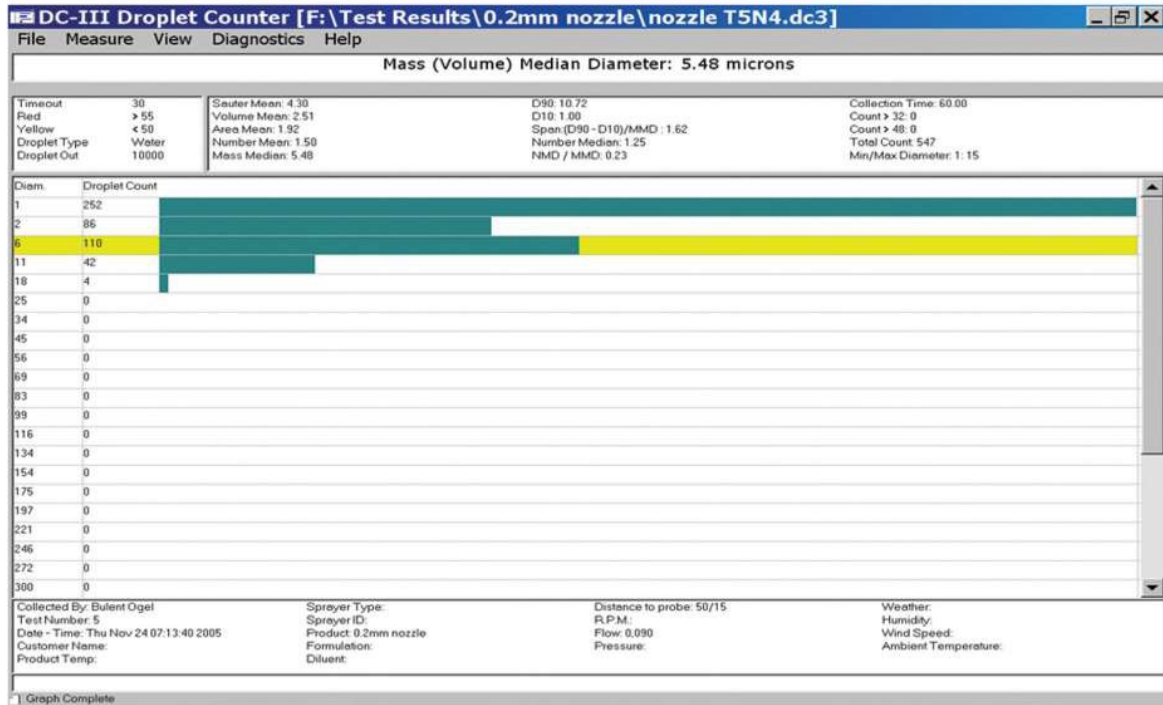 DC-III Droplet Counter [F:\Test Results\0.2mm nozzle\nozzle T5N4.dc3]
File Measure View Diagnostics Help
Mass (Volume) Median Diameter: 5.48 microns
Timeout 30
Red > 55
Yellow < 50
Droplet Type Water
Droplet Out 10000
Sauter Mean: 4.30
Volume Mean: 2.51
Area Mean: 1.92
Number Mean: 1.50
Mass Median: 5.48
D90: 10.72
D10: 1.00
Span:(D90 - D10)/MMD : 1.62
Number Median: 1.25
NMD / MMD: 0.23
Collection Time: 60.00
Count > 32: 0
Count > 48: 0
Total Count: 547
Min/Max Diameter: 1: 15
Diam. Droplet Count
1 252
2 86
6 110
11 42
18 4
25 0
34 0
45 0
56 0
69 0
83 0
99 0
116 0
134 0
154 0
175 0
197 0
221 0
246 0
272 0
300 0
Collected By: Bulent Ogel
Test Number: 5
Date - Time: Thu Nov 24 07:13:40 2005
Customer Name:
Product Temp:
Sprayer Type:
Sprayer ID:
Product: 0.2mm nozzle
Formulation:
Diluent:
Distance to probe: 50/15
R.P.M.:
Flow: 0,090
Pressure:
Weather:
Humidity:
Wind Speed:
Ambient Temperature:
Graph Complete